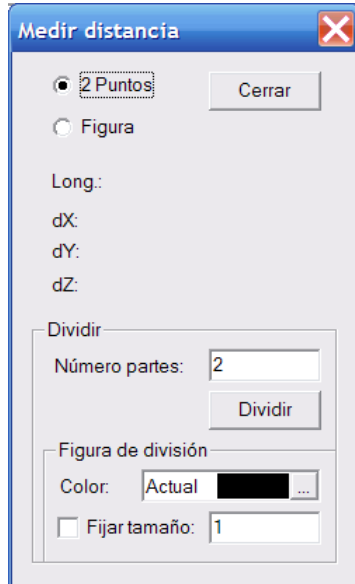 Medir distancia
2 Puntos
Cerrar
Figura
Long.:
dX:
dY:
dZ:
Dividir
Número partes: 2
Dividir
Figura de división
Color: Actual ...
Fijar tamaño: 1